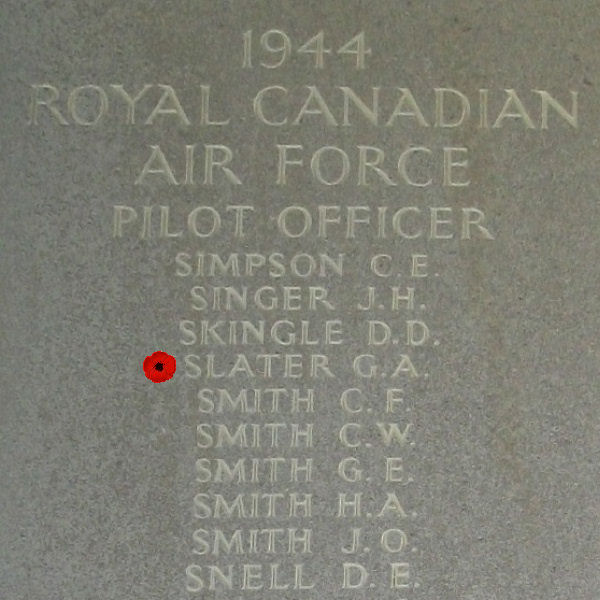 1944
ROYAL CANADIAN
AIR FORCE
PILOT OFFICER
SIMPSON C.E.
SINGER J.H.
SKINGLE D.D.
SLATER G.A.
SMITH C.F.
SMITH C.W.
SMITH G.E.
SMITH H.A.
SMITH J.O.
SNELL D.E.